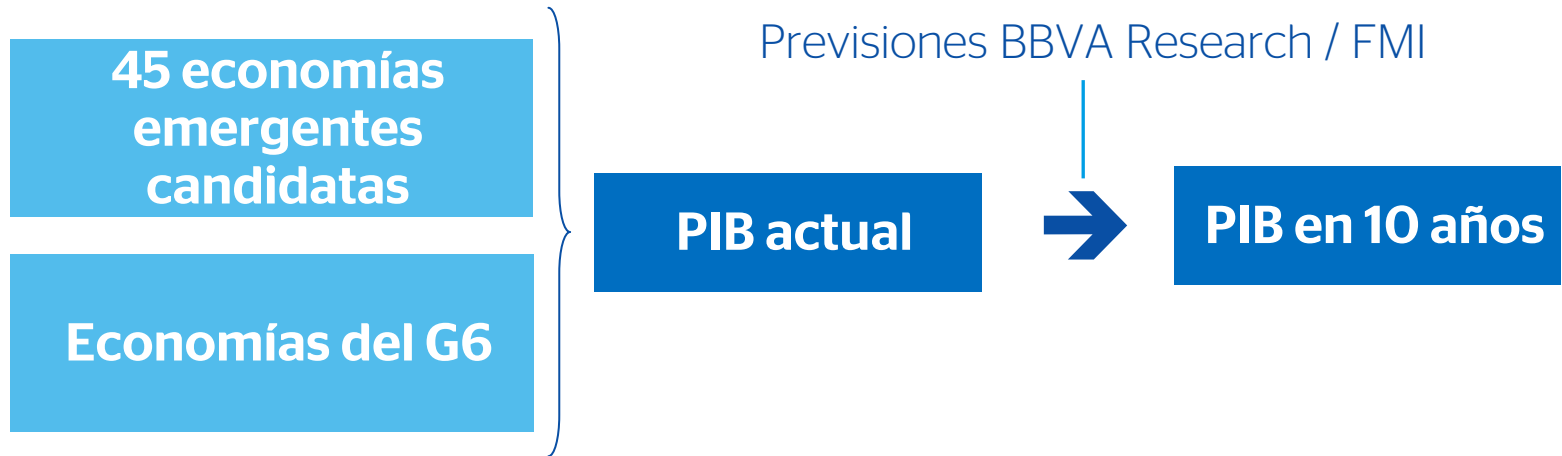 45 economías
emergentes
candidatas
Economías del G6
PIB actual
Previsiones BBVA Research / FMI
PIB en 10 años